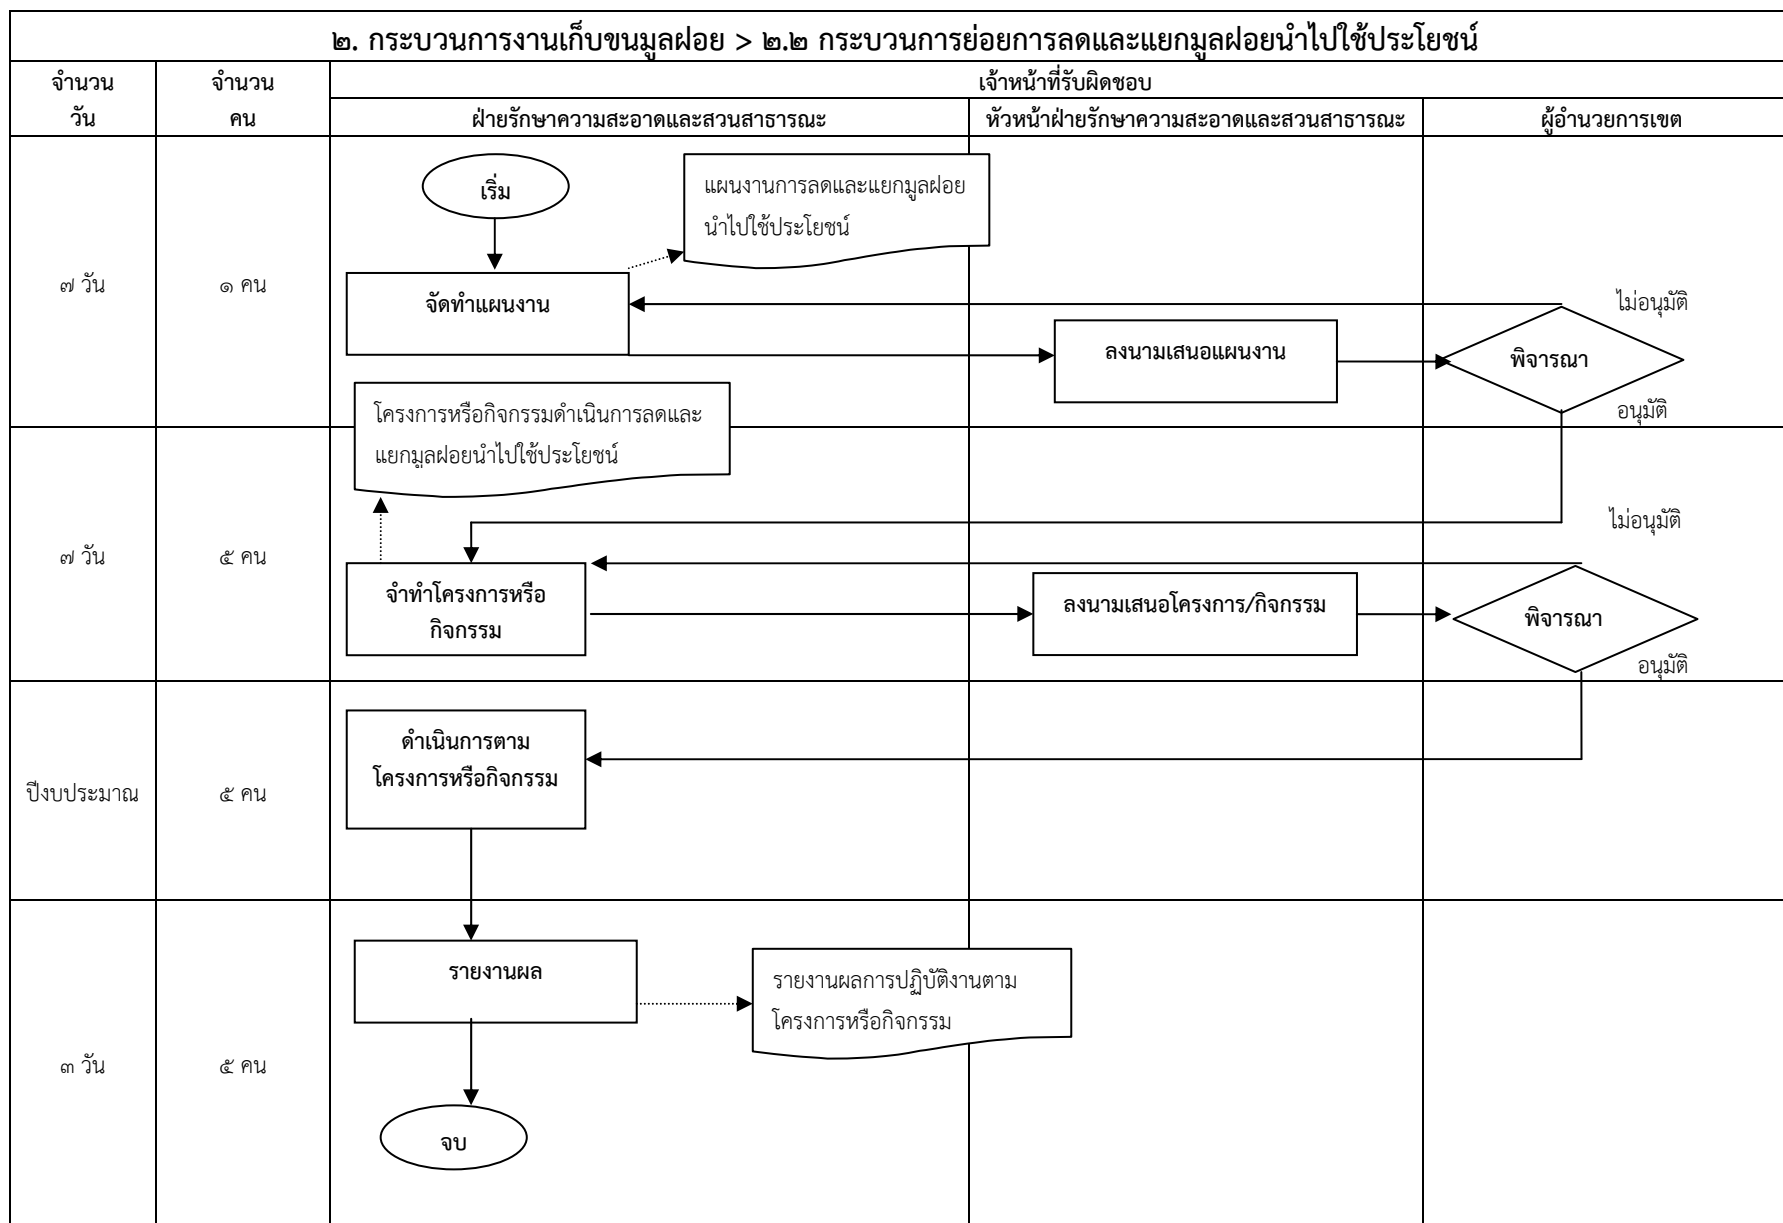 ๒. กระบวนการงานเก็บขนมูลฝอย > ๒.๒ กระบวนการย่อยการลดและแยกมูลฝอยนำไปใช้ประโยชน์
จำนวน
วัน
จำนวน
คน
เจ้าหน้าที่รับผิดชอบ
ฝ่ายรักษาความสะอาดและสวนสาธารณะ
หัวหน้าฝ่ายรักษาความสะอาดและสวนสาธารณะ
ผู้อำนวยการเขต
๗ วัน
๑ คน
เริ่ม
แผนงานการลดและแยกมูลฝอย
นำไปใช้ประโยชน์
จัดทำแผนงาน
ลงนามเสนอแผนงาน
ไม่อนุมัติ
พิจารณา
อนุมัติ
โครงการหรือกิจกรรมดำเนินการลดและ
แยกมูลฝอยนำไปใช้ประโยชน์
๗ วัน
๕ คน
จำทำโครงการหรือ
กิจกรรม
ลงนามเสนอโครงการ/กิจกรรม
ไม่อนุมัติ
พิจารณา
อนุมัติ
ปีงบประมาณ
๕ คน
ดำเนินการตาม
โครงการหรือกิจกรรม
๓ วัน
๕ คน
รายงานผล
รายงานผลการปฏิบัติงานตาม
โครงการหรือกิจกรรม
จบ